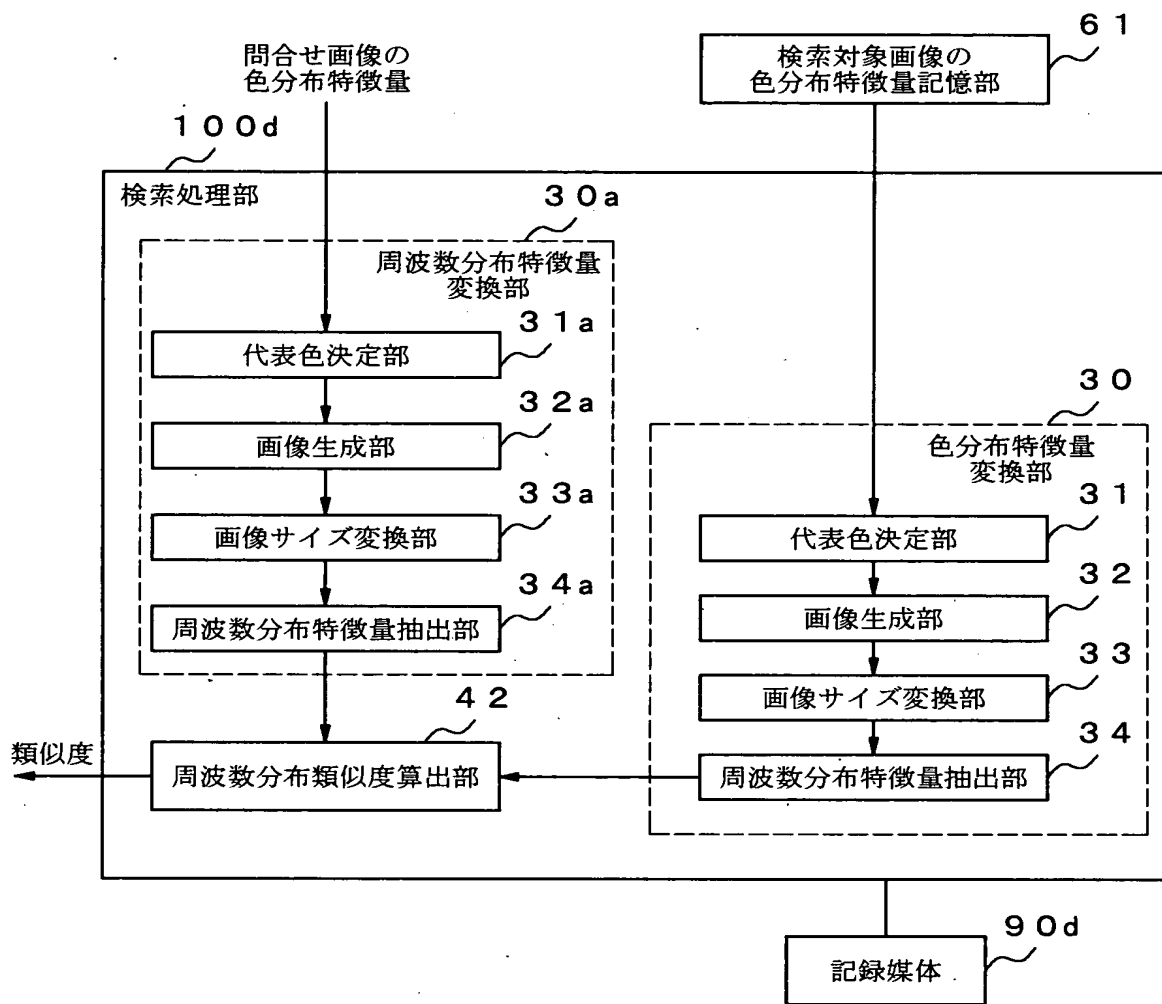 問合せ画像の
色分布特徴量
検索対象画像の
色分布特徴量記憶部
６１
１００d
検索処理部
３０a
周波数分布特徴量
変換部
３１a
代表色決定部
３２a
画像生成部
３３a
画像サイズ変換部
３４a
周波数分布特徴量抽出部
３０
色分布特徴量
変換部
３１
代表色決定部
３２
画像生成部
３３
画像サイズ変換部
３４
周波数分布特徴量抽出部
４２
周波数分布類似度算出部
類似度
９０d
記録媒体